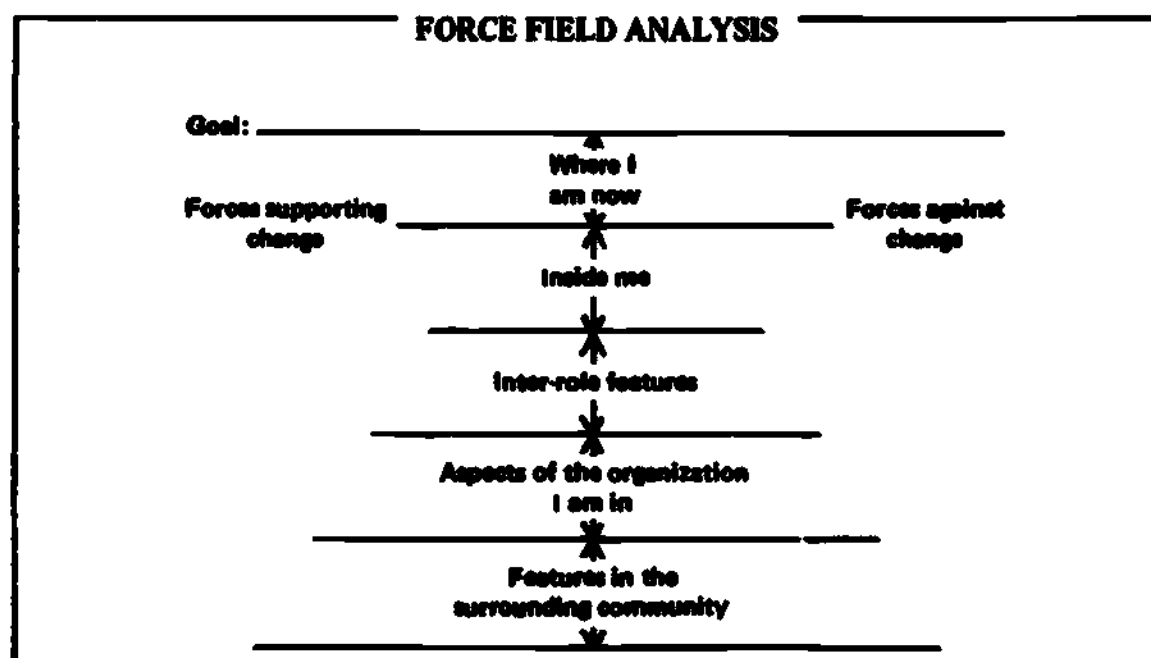 FORCE FIELD ANALYSIS
Goal:
Where I
am now
Forces supporting
change
Forces against
change
Inside me
Inter-role features
Aspects of the organization
I am in
Features in the
surrounding community